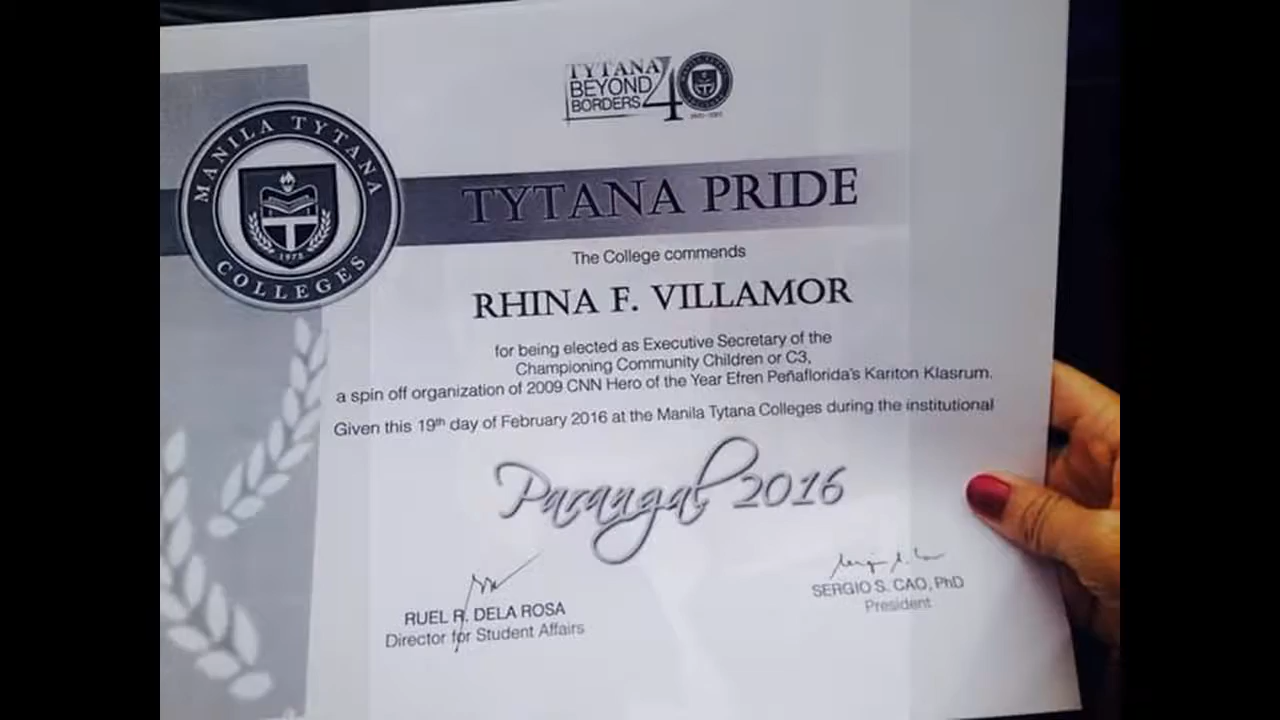 TYTANA
BEYOND
BORDERS 40
MANILA TYTANA
COLLEGES
1975
TYTANA PRIDE
The College commends
RHINA F. VILLAMOR
for being elected as Executive Secretary of the
Championing Community Children or C3,
a spin off organization of 2009 CNN Hero of the Year Efren Peñaflorida's Kariton Klasrum.
Given this 19th day of February 2016 at the Manila Tytana Colleges during the institutional
Parangal 2016
RUEL R. DELA ROSA
Director for Student Affairs
SERGIO S. CAO, PhD
President